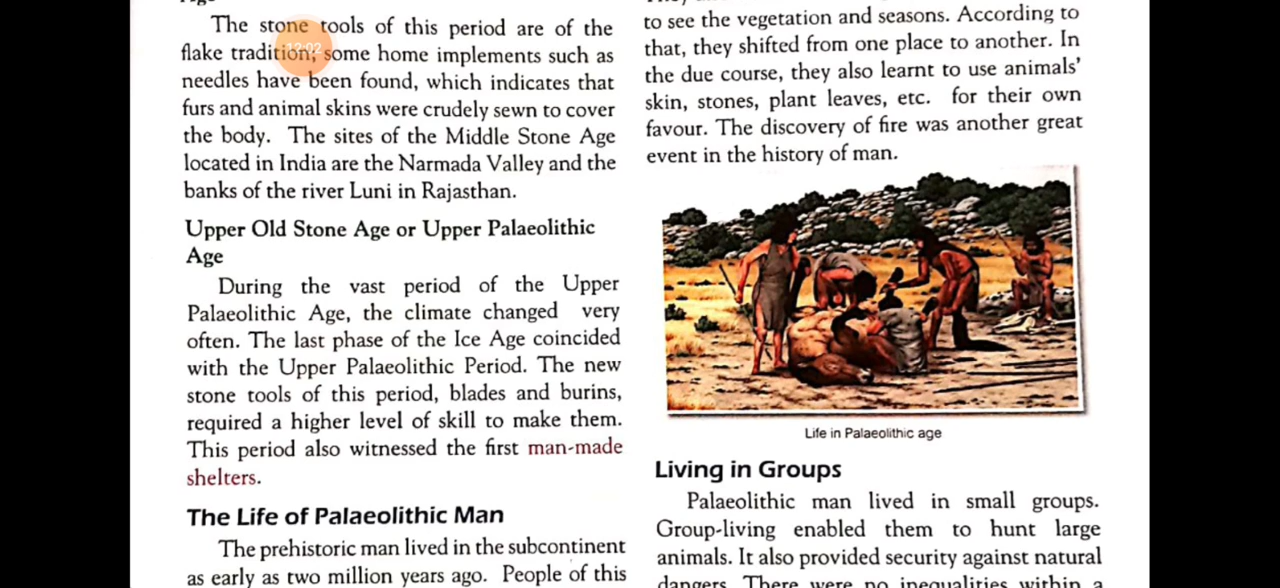 The stone tools of this period are of the
flake tradition; some home implements such as
needles have been found, which indicates that
furs and animal skins were crudely sewn to cover
the body. The sites of the Middle Stone Age
located in India are the Narmada Valley and the
banks of the river Luni in Rajasthan.
Upper Old Stone Age or Upper Palaeolithic
Age
During the vast period of the Upper
Palaeolithic Age, the climate changed very
often. The last phase of the Ice Age coincided
with the Upper Palaeolithic Period. The new
stone tools of this period, blades and burins,
required a higher level of skill to make them.
This period also witnessed the first man-made
shelters.
The Life of Palaeolithic Man
The prehistoric man lived in the subcontinent
as early as two million years ago. People of this
to see the vegetation and seasons. According to
that, they shifted from one place to another. In
the due course, they also learnt to use animals'
skin, stones, plant leaves, etc. for their own
favour. The discovery of fire was another great
event in the history of man.
Life in Palaeolithic age
Living in Groups
Palaeolithic man lived in small groups.
Group-living enabled them to hunt large
animals. It also provided security against natural
dangers. There were no inequalities within a
12:02